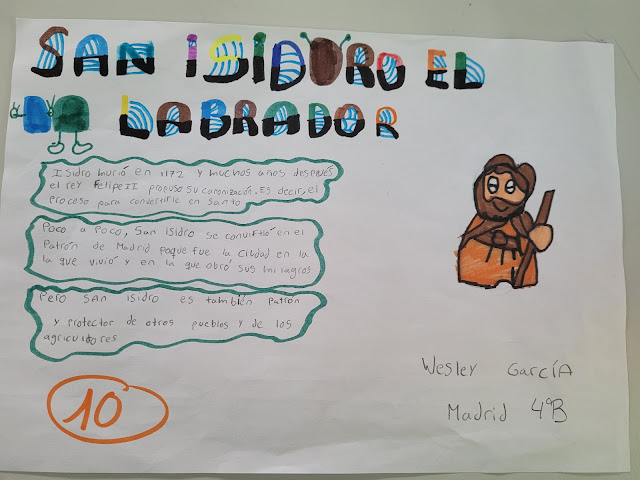 SAN ISIDORO EL
LABRADOR
Isidro murió en 1172 y muchos años después
el rey Felipe II propuso su canonización. Es decir, el
proceso para convertirle en santo
Poco a poco, San Isidro se convirtió en el
Patrón de Madrid poque fue la ciudad en la
la que vivió y en la que obró sus milagros
Pero SAN isidro es también Patrón
y protector de otros pueblos y de los
agricultores
10
Wesley García
Madrid 4ºB